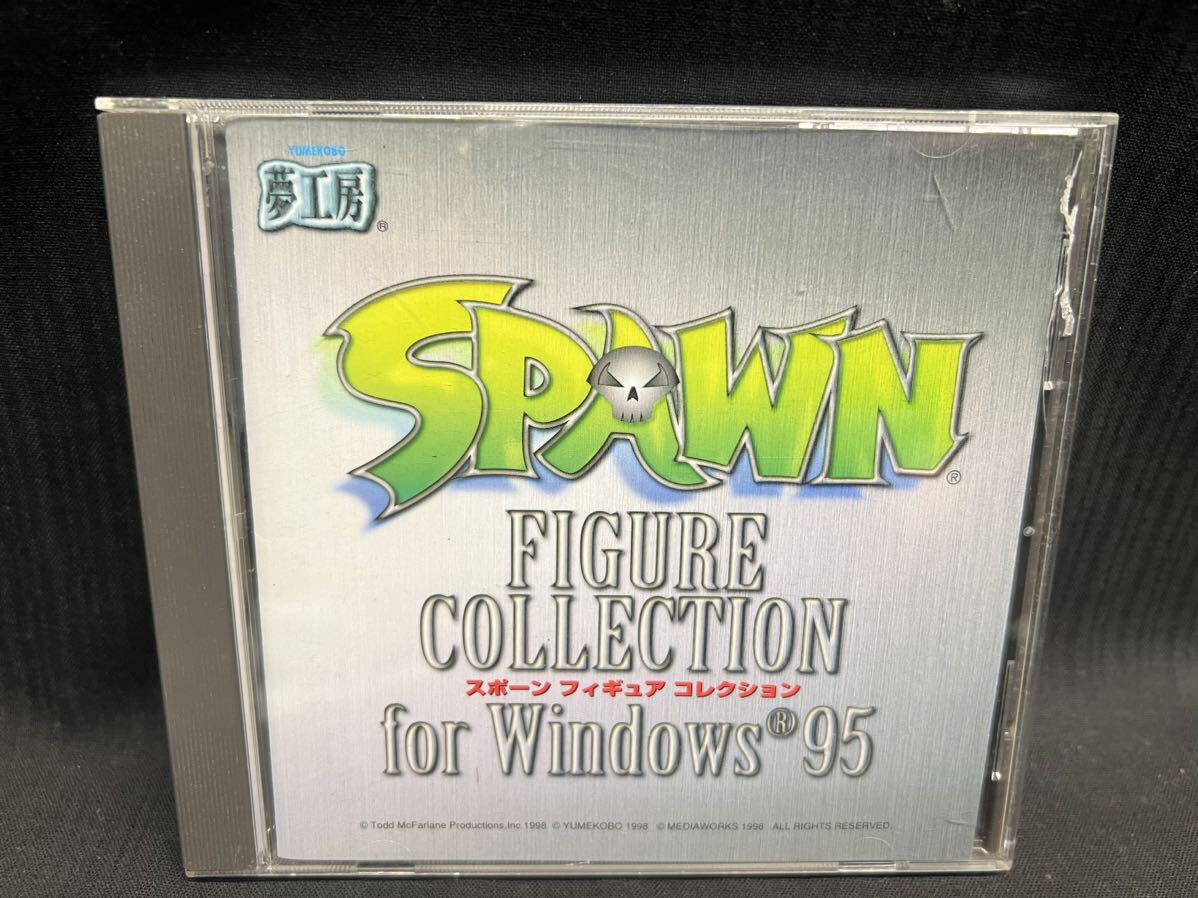 YUMEKOBO
夢工房®
SPAWN®
FIGURE
COLLECTION
スポーン フィギュア コレクション
for Windows® 95
© Todd McFarlane Productions,Inc 1998 © YUMEKOBO 1998 © MEDIAWORKS 1998 ALL RIGHTS RESERVED.